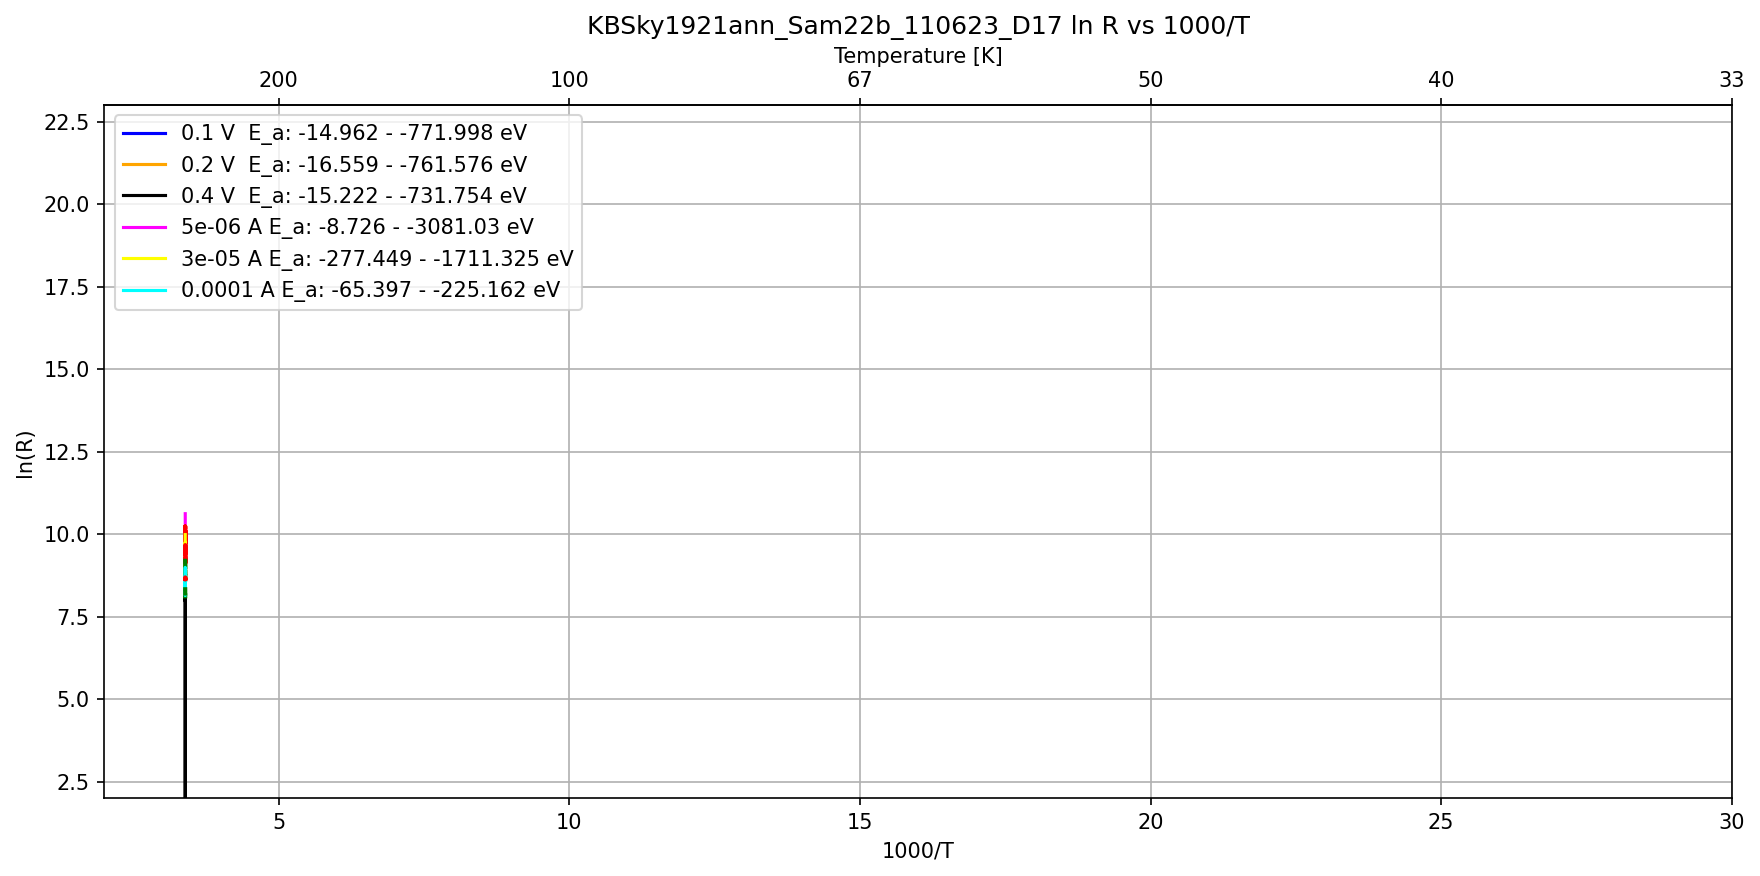 KBSky1921ann_Sam22b_110623_D17 ln R vs 1000/T
Temperature [K]
200 100 67 50 40 33
22.5
20.0
17.5
15.0
12.5
10.0
7.5
5.0
2.5
ln(R)
0.1 V  E_a: -14.962 - -771.998 eV
0.2 V  E_a: -16.559 - -761.576 eV
0.4 V  E_a: -15.222 - -731.754 eV
5e-06 A E_a: -8.726 - -3081.03 eV
3e-05 A E_a: -277.449 - -1711.325 eV
0.0001 A E_a: -65.397 - -225.162 eV
5 10 15 20 25 30
1000/T